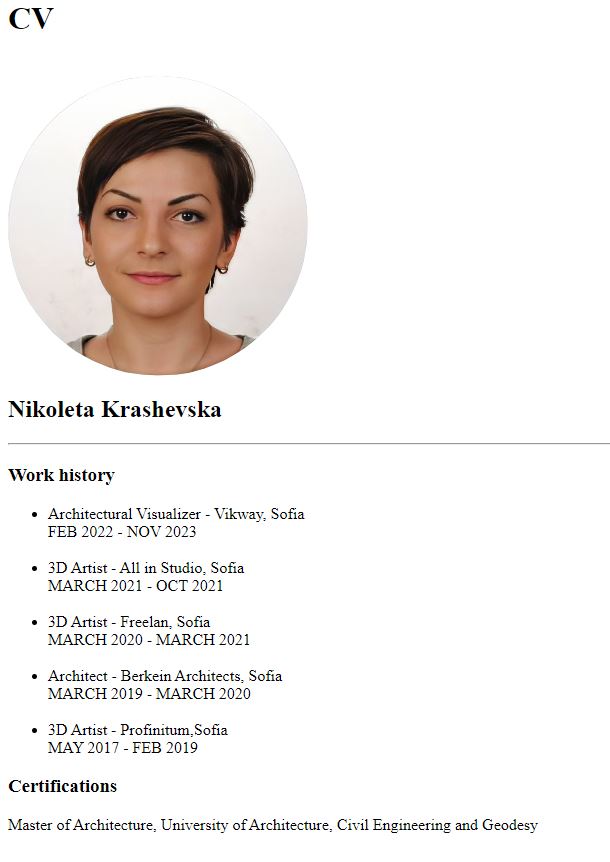 CV
Nikoleta Krashevska
Work history
Architectural Visualizer - Vikway, Sofia
FEB 2022 - NOV 2023
3D Artist - All in Studio, Sofia
MARCH 2021 - OCT 2021
3D Artist - Freelan, Sofia
MARCH 2020 - MARCH 2021
Architect - Berkein Architects, Sofia
MARCH 2019 - MARCH 2020
3D Artist - Profinitum,Sofia
MAY 2017 - FEB 2019
Certifications
Master of Architecture, University of Architecture, Civil Engineering and Geodesy